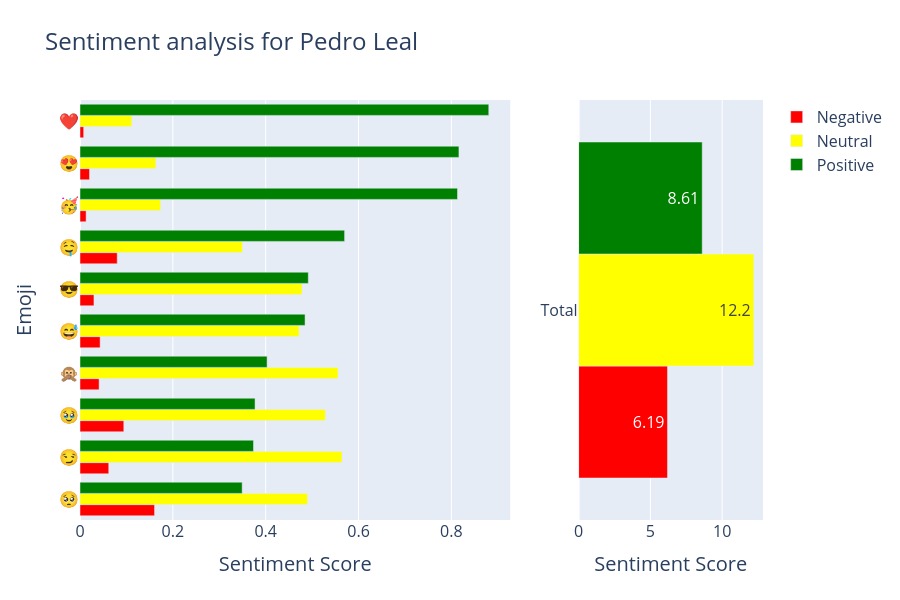 Sentiment analysis for Pedro Leal
Emoji
❤️
😍
🥳
🤤
😎
😅
🙊
🥹
😏
🥺
0 0.2 0.4 0.6 0.8
Sentiment Score
Total
8.61
12.2
6.19
0 5 10
Sentiment Score
Negative
Neutral
Positive